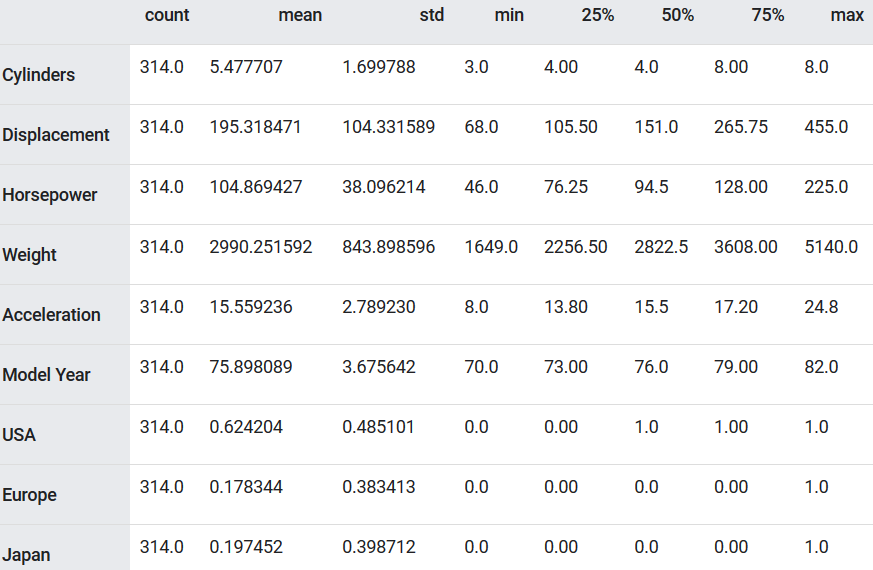 count mean std min 25% 50% 75% max
Cylinders 314.0 5.477707 1.699788 3.0 4.00 4.0 8.00 8.0
Displacement 314.0 195.318471 104.331589 68.0 105.50 151.0 265.75 455.0
Horsepower 314.0 104.869427 38.096214 46.0 76.25 94.5 128.00 225.0
Weight 314.0 2990.251592 843.898596 1649.0 2256.50 2822.5 3608.00 5140.0
Acceleration 314.0 15.559236 2.789230 8.0 13.80 15.5 17.20 24.8
Model Year 314.0 75.898089 3.675642 70.0 73.00 76.0 79.00 82.0
USA 314.0 0.624204 0.485101 0.0 0.00 1.0 1.00 1.0
Europe 314.0 0.178344 0.383413 0.0 0.00 0.0 0.00 1.0
Japan 314.0 0.197452 0.398712 0.0 0.00 0.0 0.00 1.0